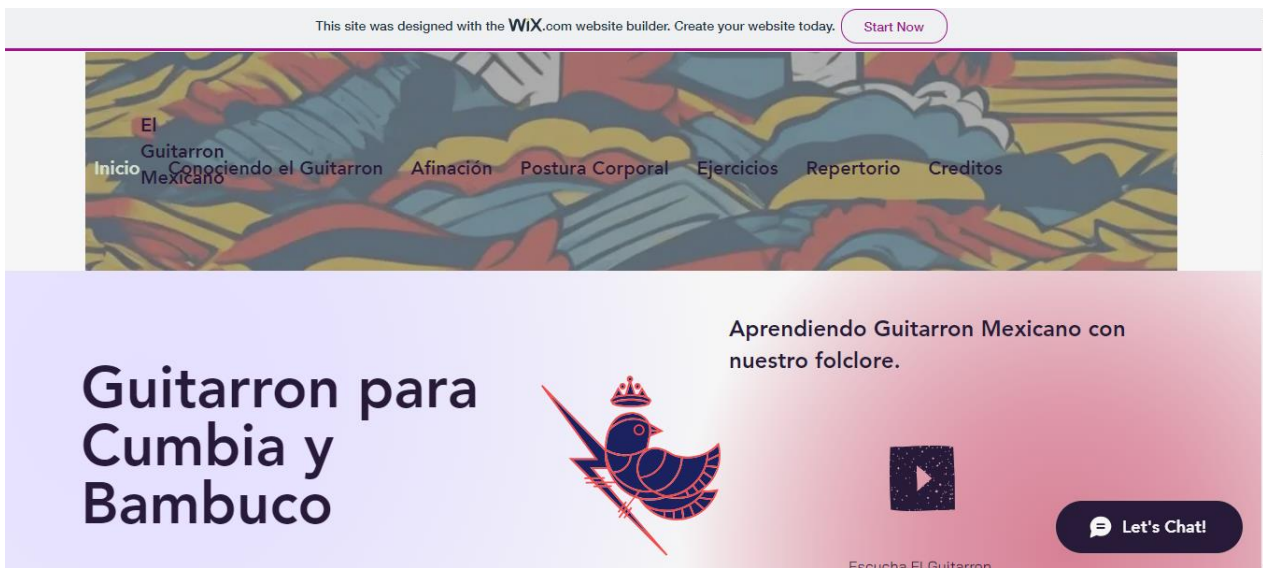 This site was designed with the WiX.com website builder. Create your website today. Start Now
El
Guitarron
Mexicano
Inicio Conociendo el Guitarron Afinación Postura Corporal Ejercicios Repertorio Creditos
Guitarron para
Cumbia y
Bambuco
Aprendiendo Guitarron Mexicano con
nuestro folclore.
Escucha El Guitarron
Let's Chat!